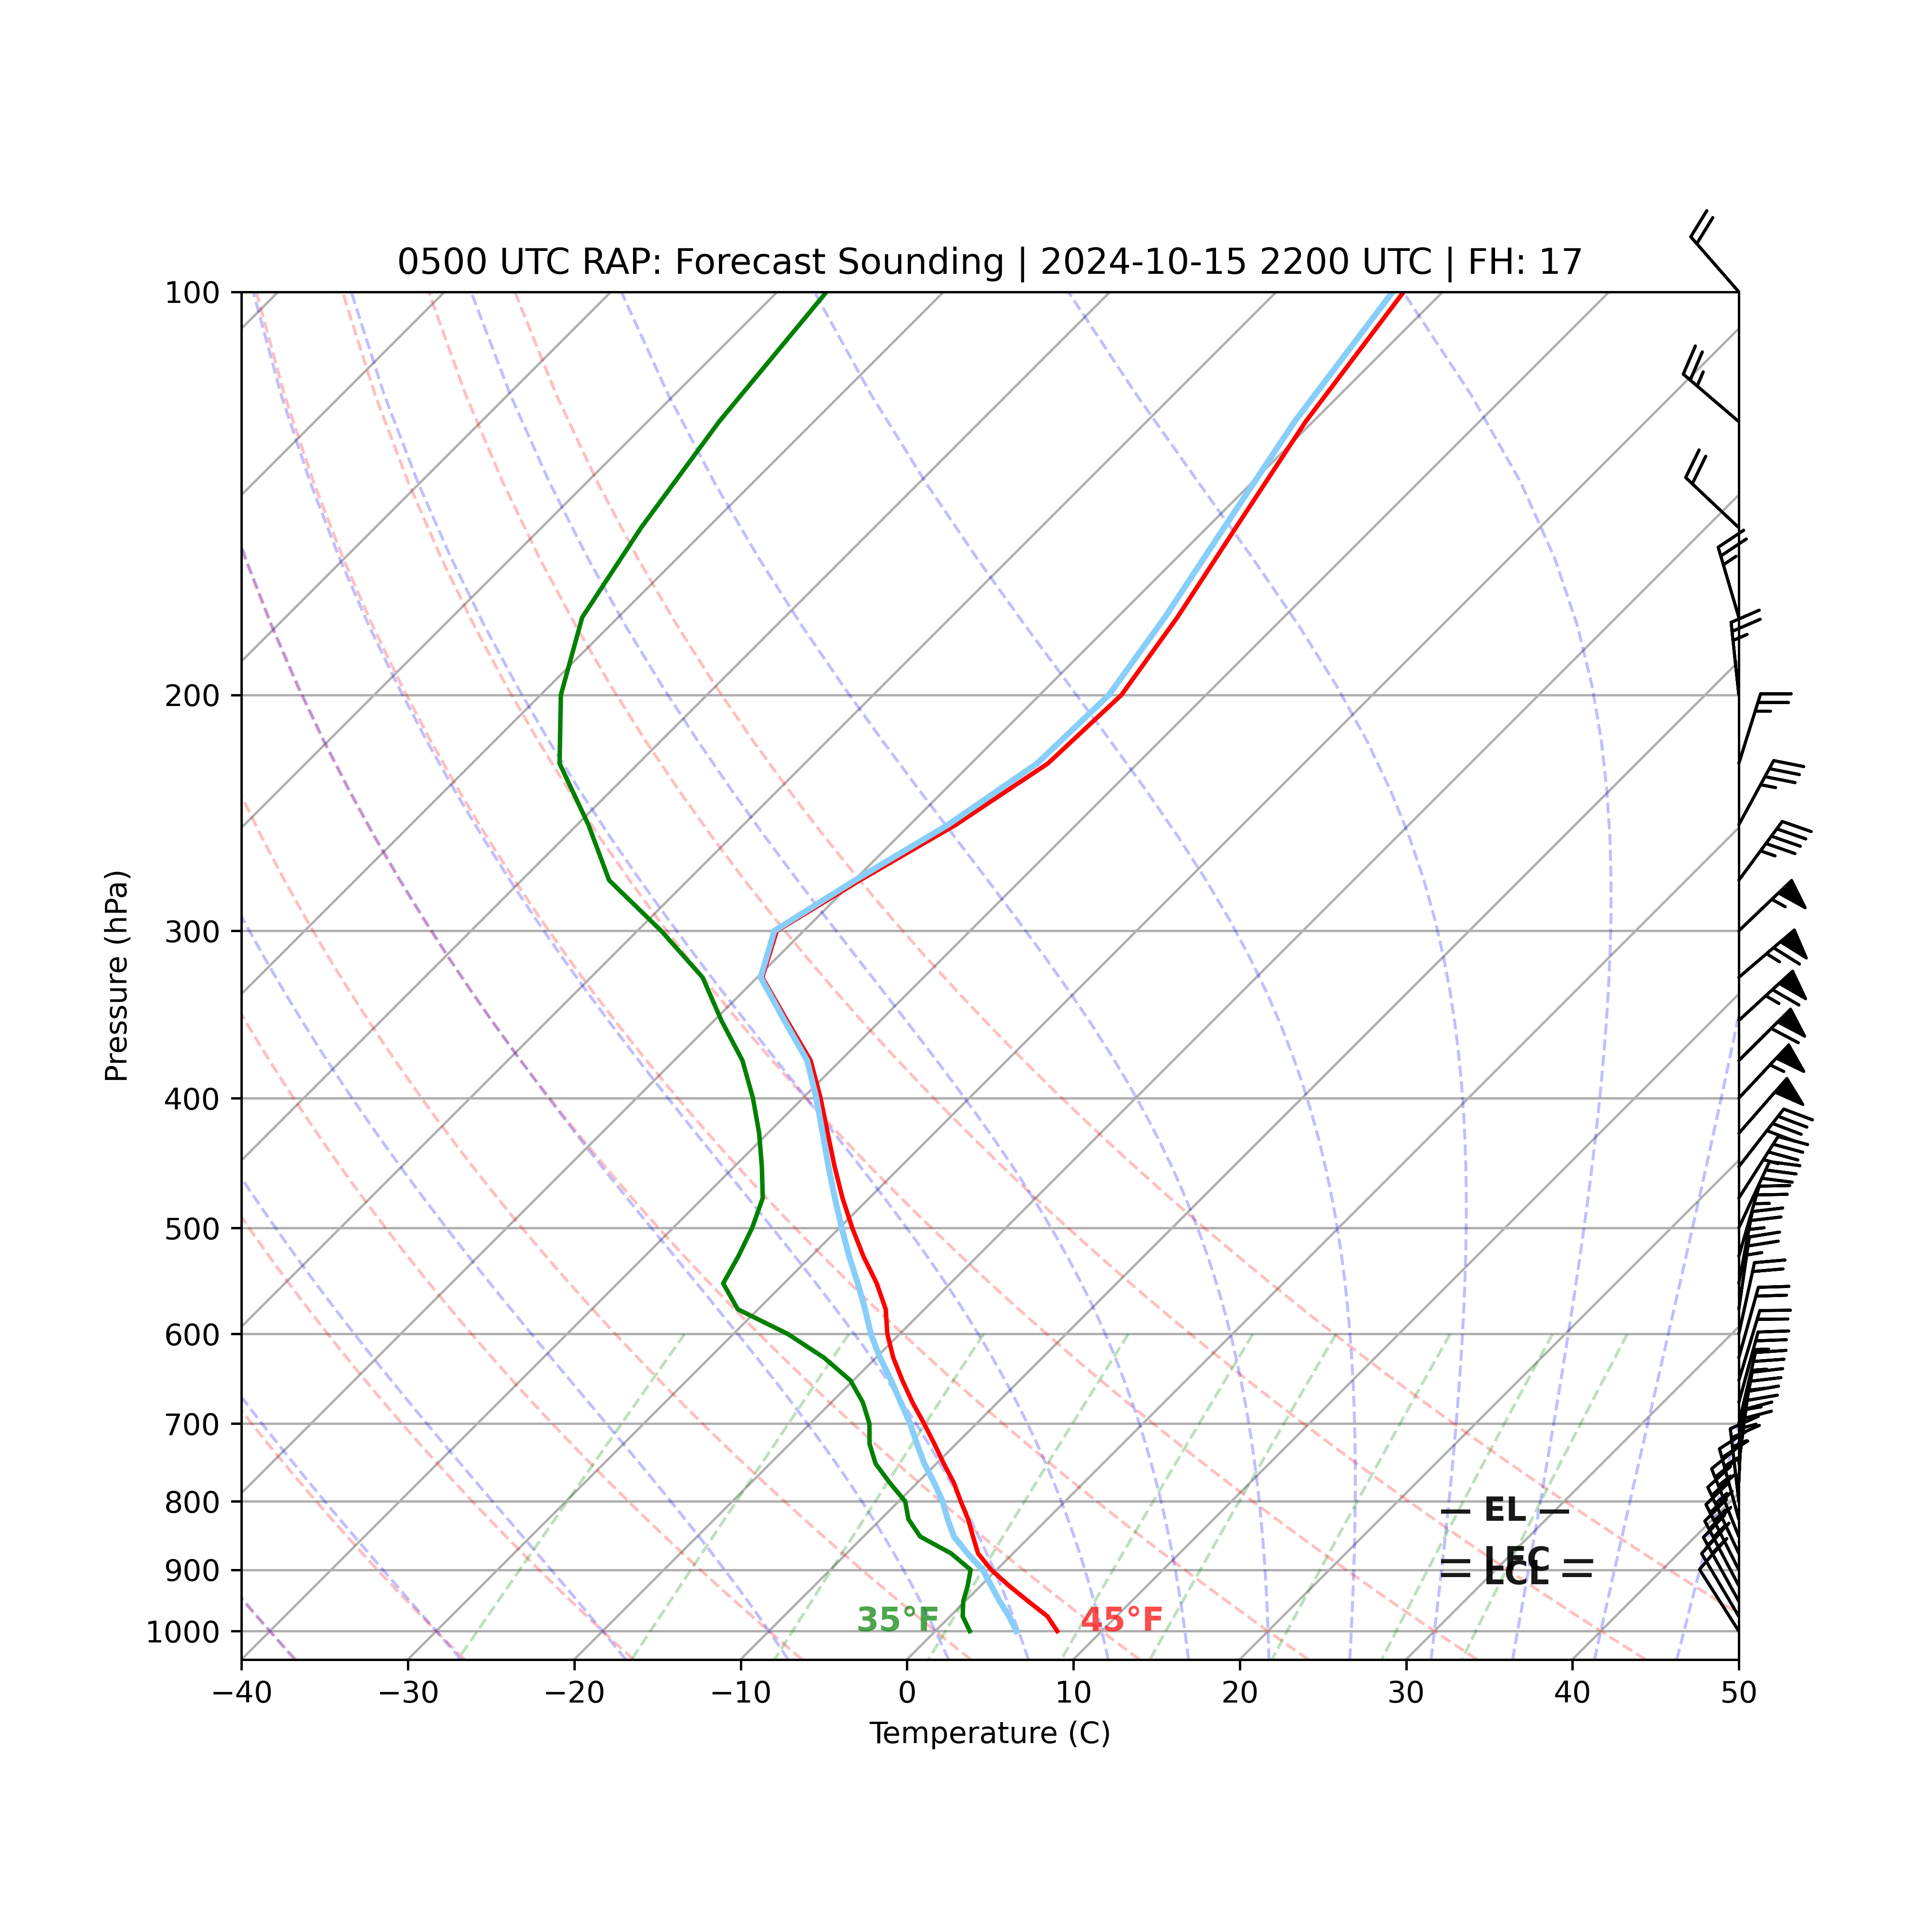 0500 UTC RAP: Forecast Sounding | 2024-10-15 2200 UTC | FH: 17
100
200
300
400
500
600
700
800
900
1000
Pressure (hPa)
— EL —
— LFC —
— LCL —
35°F
45°F
−40
−30
−20
−10
0
10
20
30
40
50
Temperature (C)